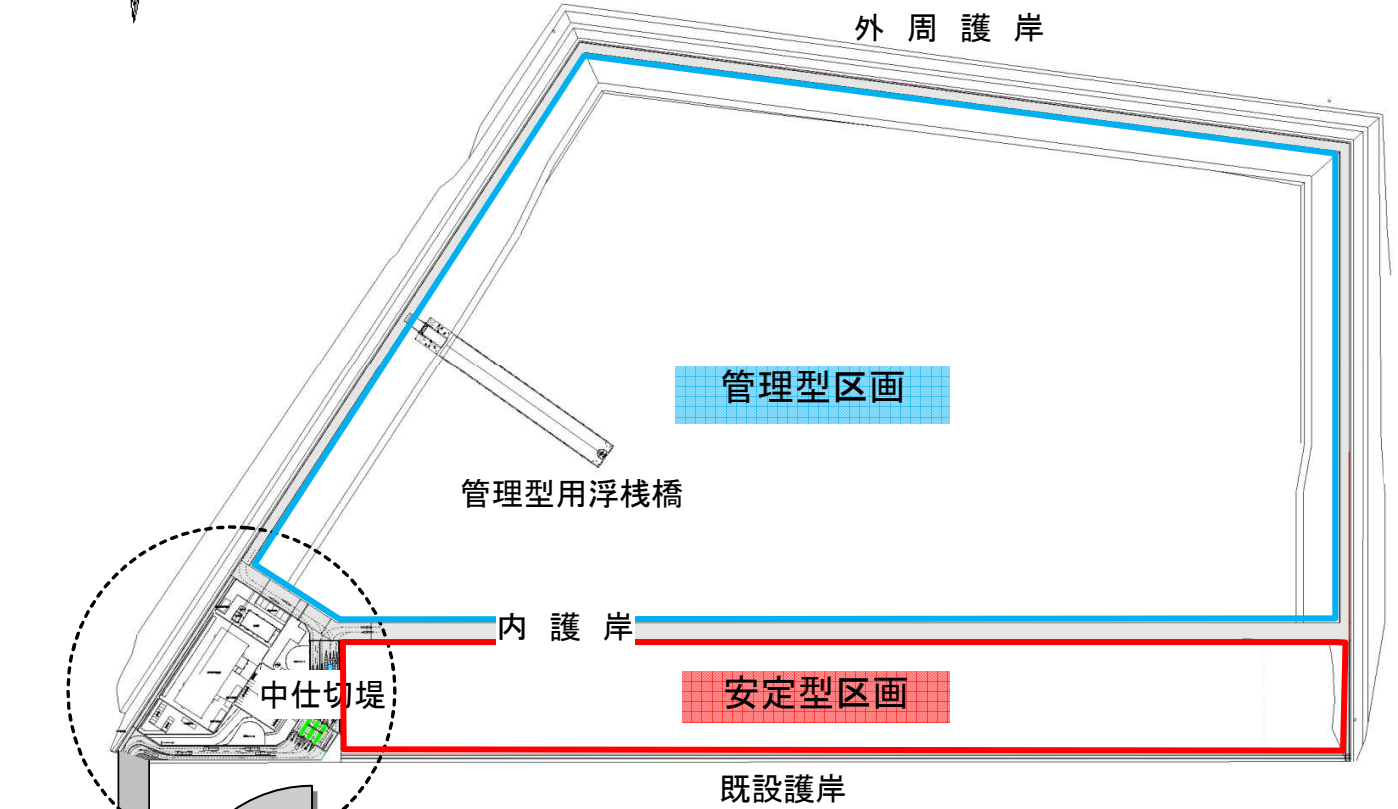 外周護岸
管理型区画
管理型用浮桟橋
内護岸
中仕切堤
安定型区画
既設護岸